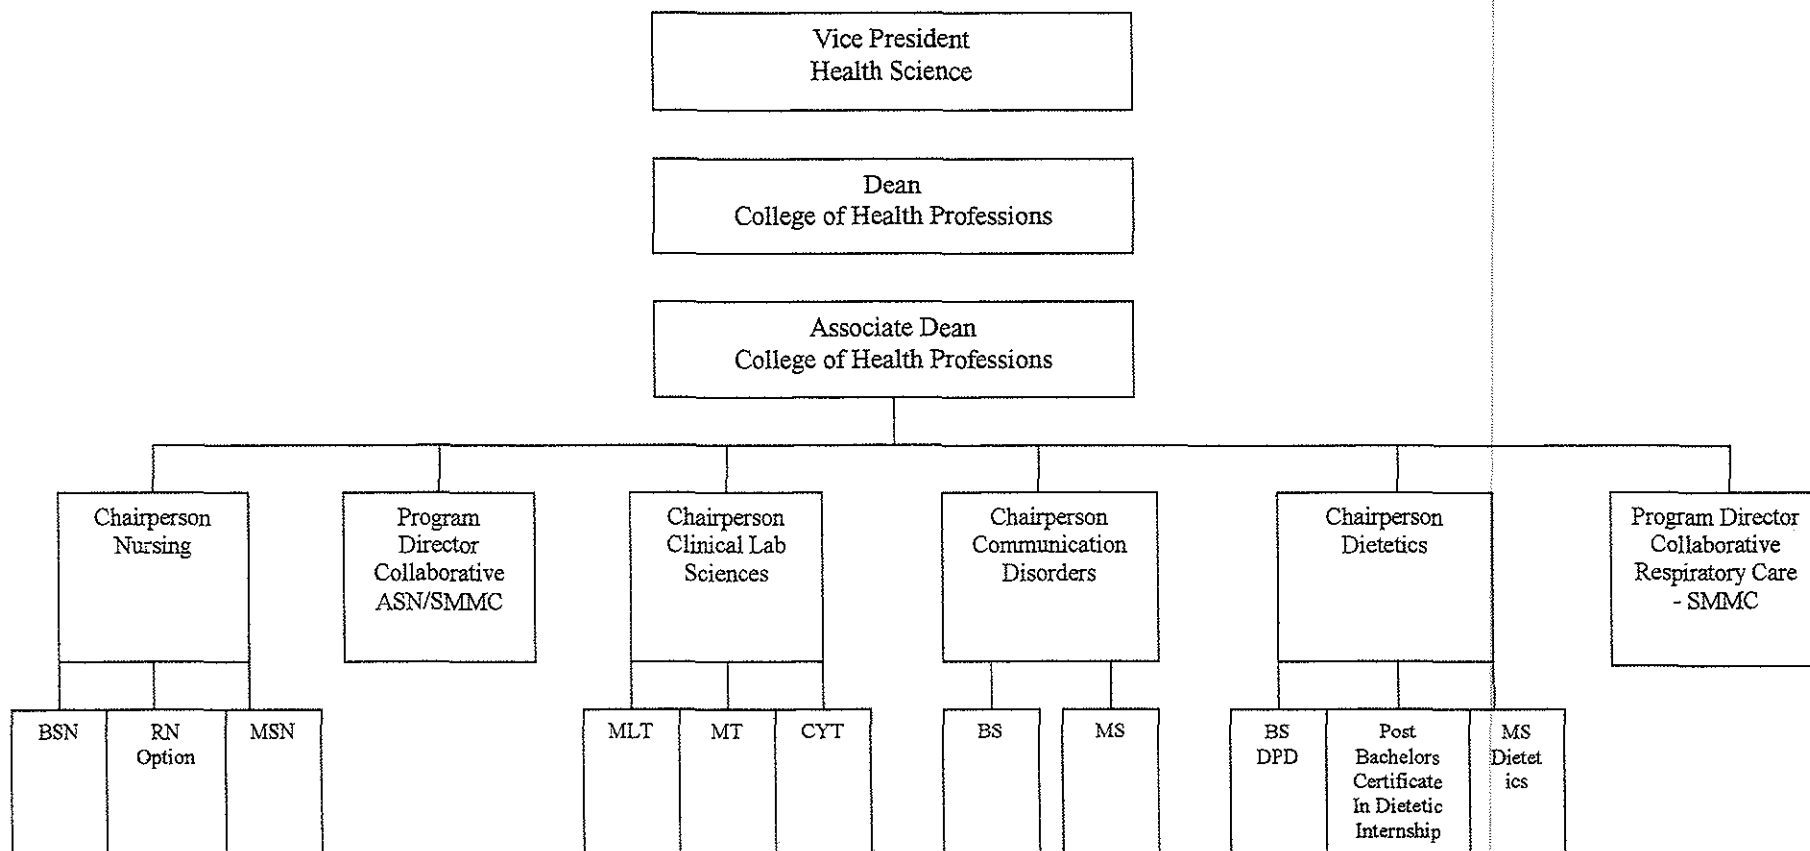 Vice President
Health Science
Dean
College of Health Professions
Associate Dean
College of Health Professions
Chairperson
Nursing
Program
Director
Collaborative
ASN/SMMC
Chairperson
Clinical Lab
Sciences
Chairperson
Communication
Disorders
Chairperson
Dietetics
Program Director
Collaborative
Respiratory Care
- SMMC
BSN
RN
Option
MSN
MLT
MT
CYT
BS
MS
BS
DPD
Post
Bachelors
Certificate
In Dietetic
Internship
MS
Dietet
ics